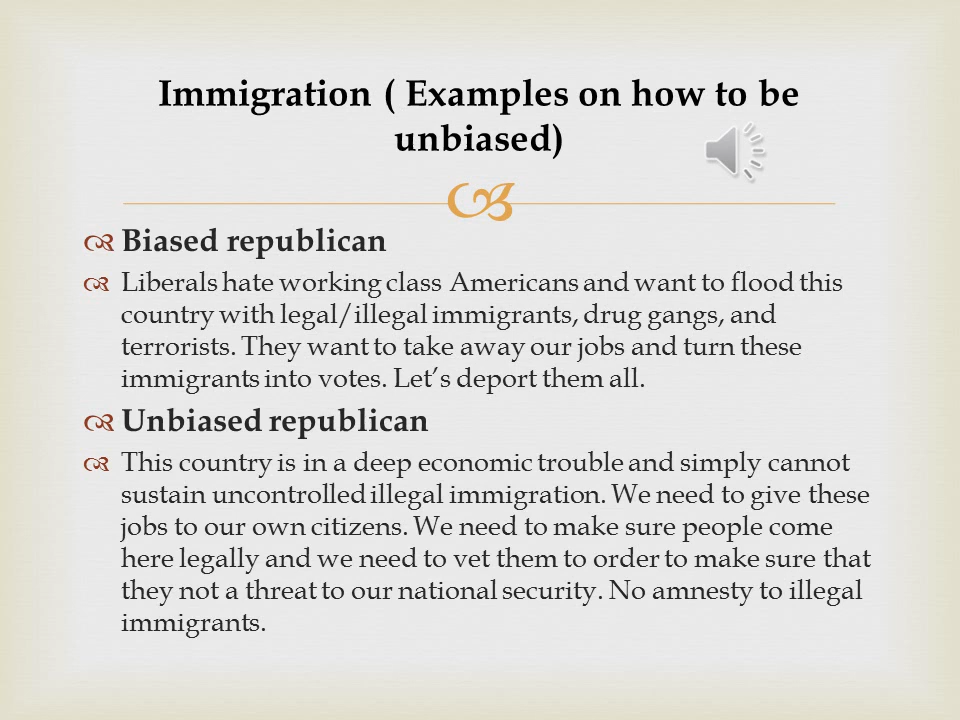 Immigration ( Examples on how to be
unbiased)
Biased republican
Liberals hate working class Americans and want to flood this
country with legal/illegal immigrants, drug gangs, and
terrorists. They want to take away our jobs and turn these
immigrants into votes. Let’s deport them all.
Unbiased republican
This country is in a deep economic trouble and simply cannot
sustain uncontrolled illegal immigration. We need to give these
jobs to our own citizens. We need to make sure people come
here legally and we need to vet them to order to make sure that
they not a threat to our national security. No amnesty to illegal
immigrants.